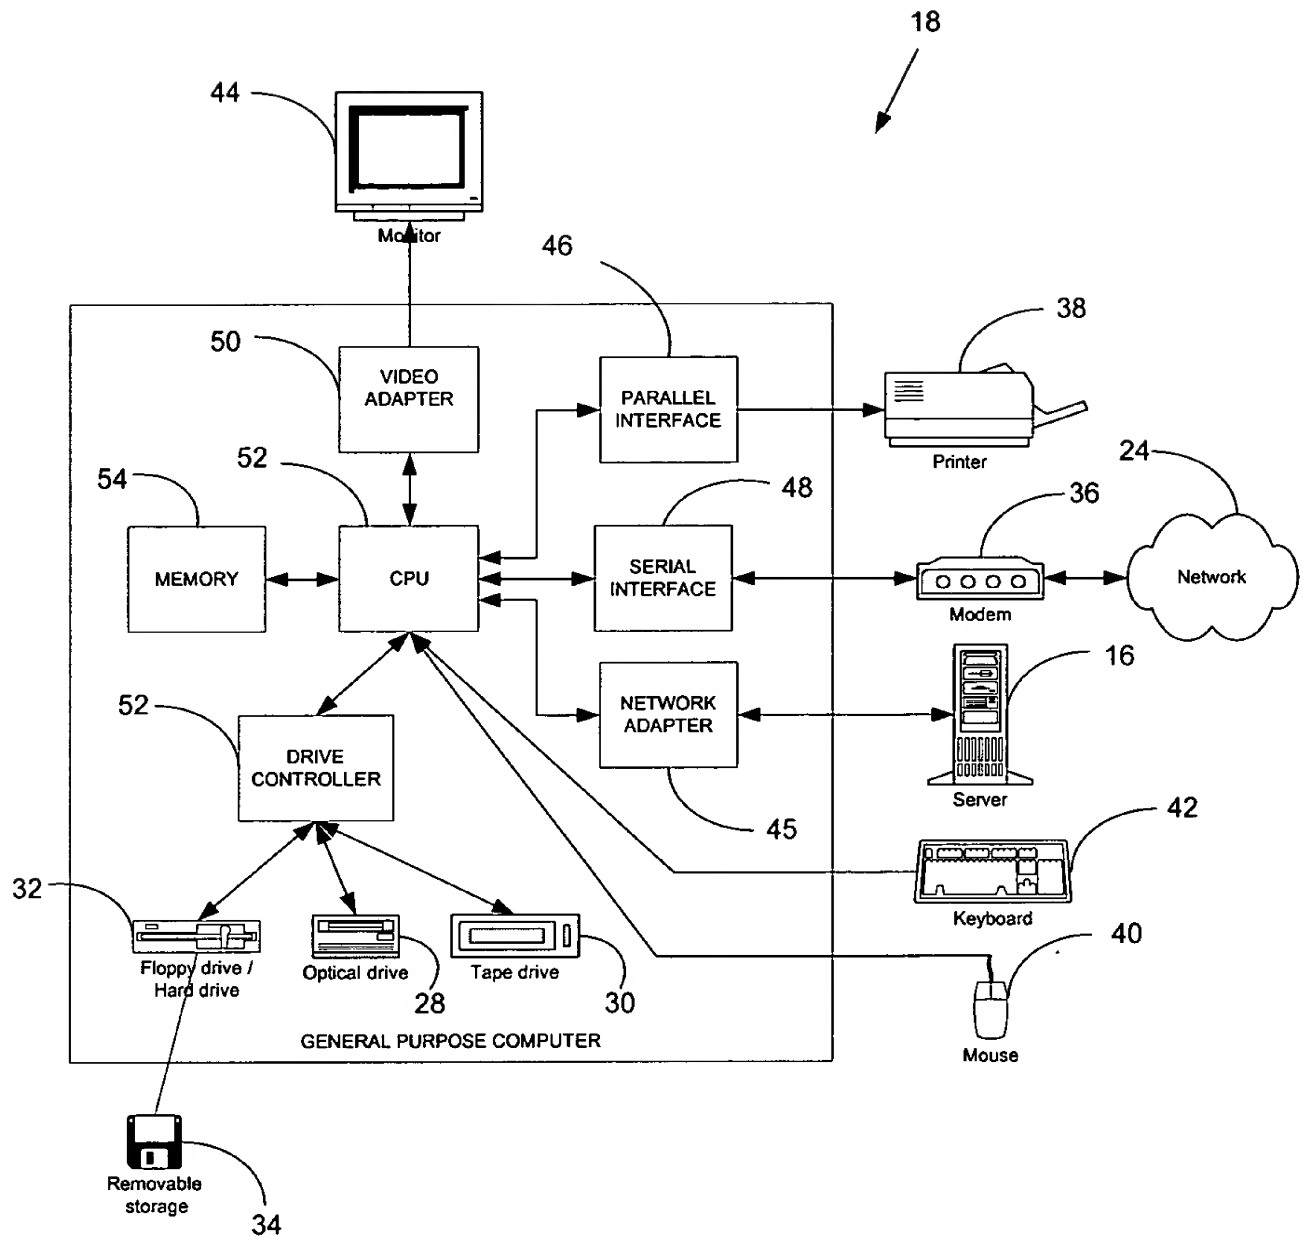 18
44
Monitor
46
38
50
VIDEO
ADAPTER
PARALLEL
INTERFACE
Printer
24
52
54
48
36
MEMORY
CPU
SERIAL
INTERFACE
Modem
Network
16
52
NETWORK
ADAPTER
DRIVE
CONTROLLER
Server
45
42
32
Keyboard
40
Floppy drive /
Hard drive
Optical drive
Tape drive
28
30
GENERAL PURPOSE COMPUTER
Mouse
Removable
storage
34